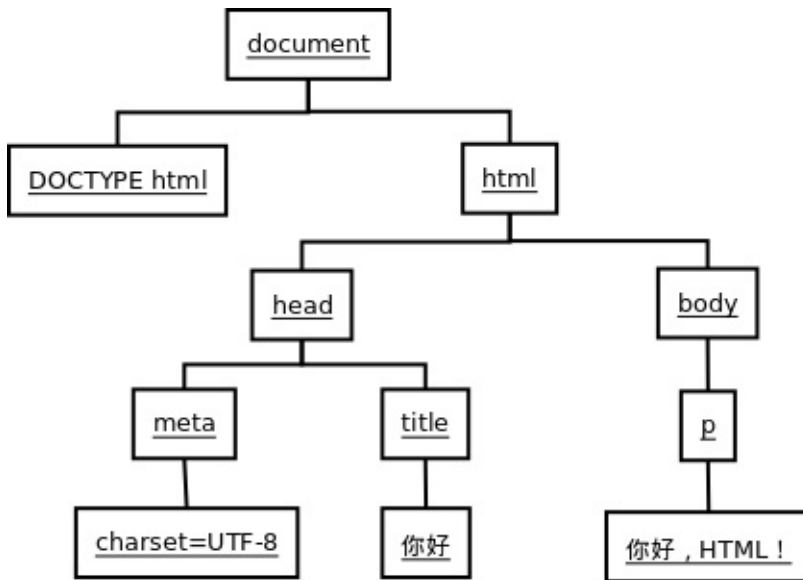 document
DOCTYPE html
html
head
body
meta
title
p
charset=UTF-8
你好
你好，HTML！